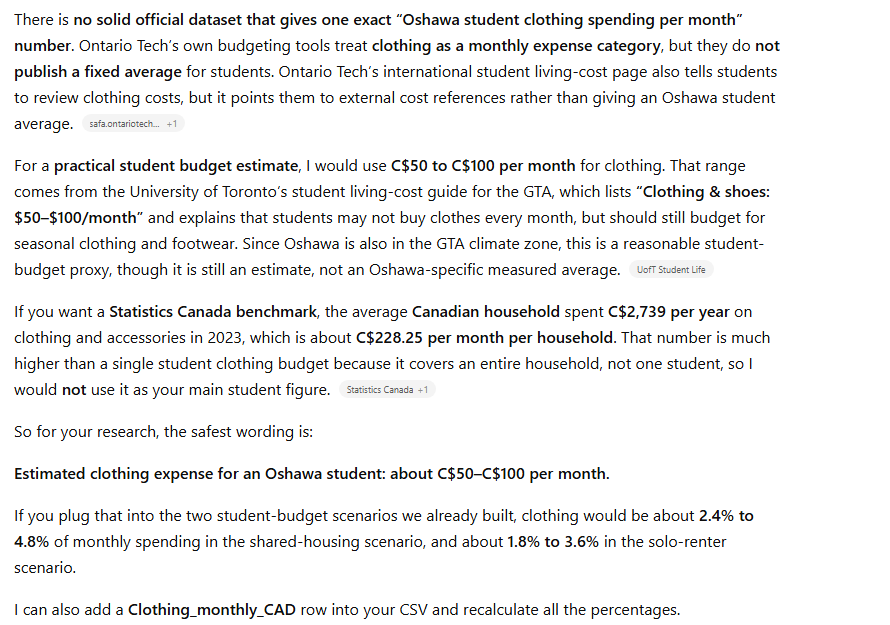 There is no solid official dataset that gives one exact “Oshawa student clothing spending per month”
number. Ontario Tech’s own budgeting tools treat clothing as a monthly expense category, but they do not
publish a fixed average for students. Ontario Tech’s international student living-cost page also tells students
to review clothing costs, but it points them to external cost references rather than giving an Oshawa student
average. safa.ontariotech... +1
For a practical student budget estimate, I would use C$50 to C$100 per month for clothing. That range
comes from the University of Toronto’s student living-cost guide for the GTA, which lists “Clothing & shoes:
$50–$100/month” and explains that students may not buy clothes every month, but should still budget for
seasonal clothing and footwear. Since Oshawa is also in the GTA climate zone, this is a reasonable student-
budget proxy, though it is still an estimate, not an Oshawa-specific measured average. UofT Student Life
If you want a Statistics Canada benchmark, the average Canadian household spent C$2,739 per year on
clothing and accessories in 2023, which is about C$228.25 per month per household. That number is much
higher than a single student clothing budget because it covers an entire household, not one student, so I
would not use it as your main student figure. Statistics Canada +1
So for your research, the safest wording is:
Estimated clothing expense for an Oshawa student: about C$50–C$100 per month.
If you plug that into the two student-budget scenarios we already built, clothing would be about 2.4% to
4.8% of monthly spending in the shared-housing scenario, and about 1.8% to 3.6% in the solo-renter
scenario.
I can also add a Clothing_monthly_CAD row into your CSV and recalculate all the percentages.